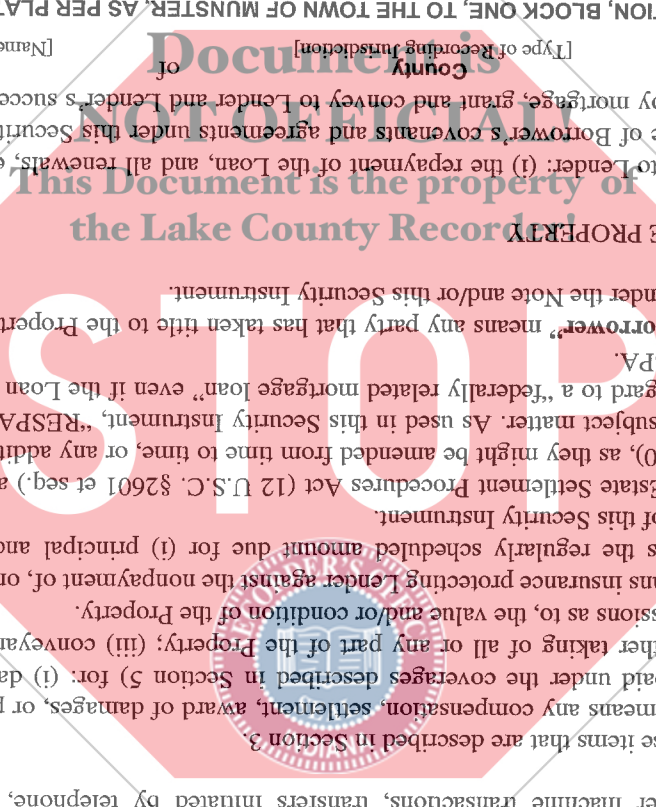 er machine transactions, transfers initiated by telephone,
se items that are described in Section 3.
means any compensation, settlement, award of damages, or p
paid under the coverages described in Section 5) for: (i) da
ther taking of all or any part of the Property; (iii) conveyan
ssions as to, the value and/or condition of the Property.
ans insurance protecting Lender against the nonpayment of, or
s the regularly scheduled amount due for (i) principal and
of this Security Instrument.
Estate Settlement Procedures Act (12 U.S.C. §2601 et seq.) a
0), as they might be amended from time to time, or any addit
subject matter. As used in this Security Instrument, "RESPA
gard to a "federally related mortgage loan" even if the Loan
PA.
orrower" means any party that has taken title to the Propert
nder the Note and/or this Security Instrument.
E PROPERTY
to Lender: (i) the repayment of the Loan, and all renewals, e
e of Borrower's covenants and agreements under this Securit
by mortgage, grant and convey to Lender and Lender's succe
County of
[Type of Recording Jurisdiction] [Name
ION, BLOCK ONE, TO THE TOWN OF MUNSTER, AS PER PLAT
Document is
NOT OFFICIAL!
This Document is the property of
the Lake County Recorder!
STOP
RECORDER'S OFFICE
INDIANA